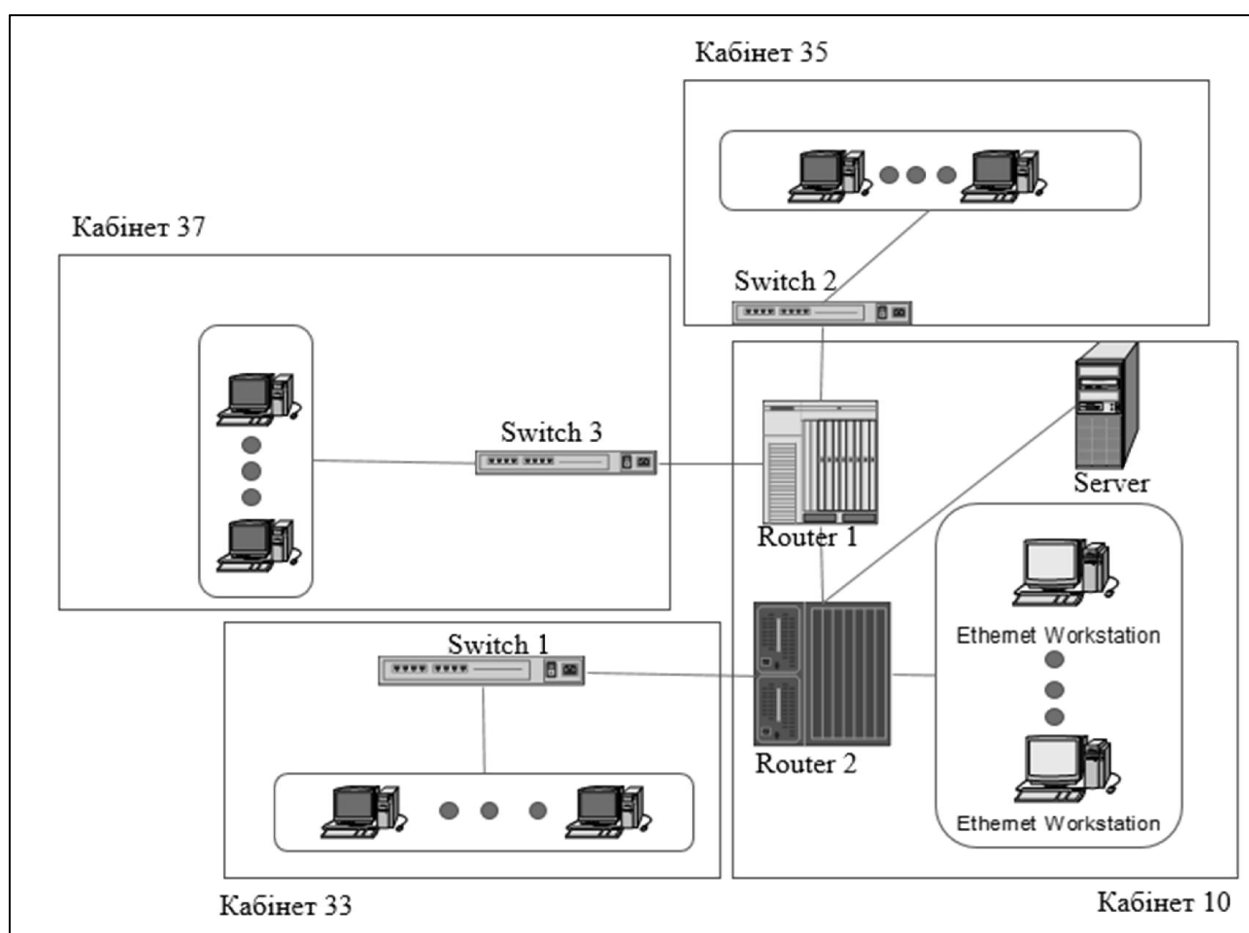 Кабінет 35
Кабінет 37
Switch 2
Switch 3
Server
Router 1
Ethernet Workstation
Switch 1
Router 2
Ethernet Workstation
Кабінет 33
Кабінет 10